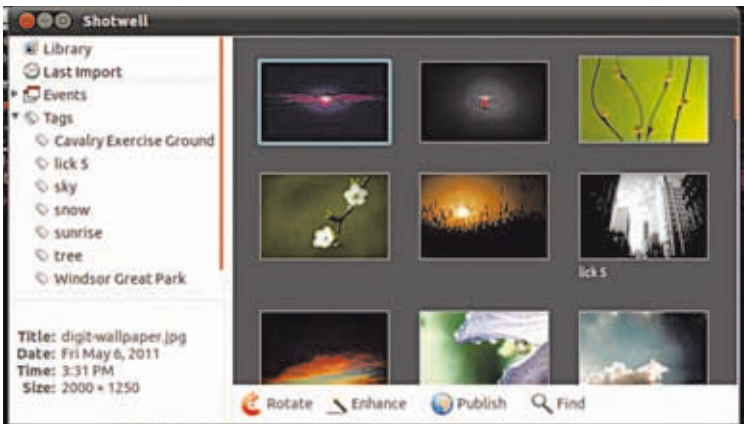 Shotwell
Library
Last Import
Events
Tags
Cavalry Exercise Ground
lick 5
sky
snow
sunrise
tree
Windsor Great Park
Title: digit-wallpaper.jpg
Date: Fri May 6, 2011
Time: 3:31 PM
Size: 2000 × 1250
lick 5
Rotate Enhance Publish Find